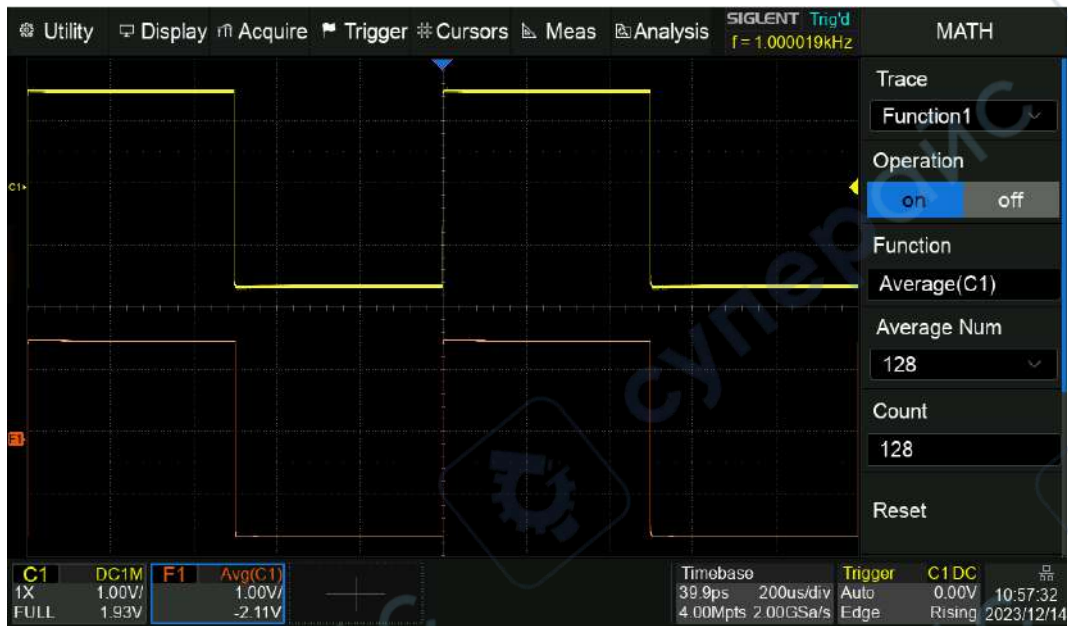 Utility Display Acquire Trigger Cursors Meas Analysis SIGLENT Trig'd MATH
f = 1.000019kHz
Trace
Function1
Operation
on off
C1
Function
Average(C1)
Average Num
128
Count
F1
128
Reset
C1 DC1M F1 Avg(C1) Timebase Trigger C1 DC
1X 1.00V/ 1.00V/ 39.9ps 200us/div Auto 0.00V 10:57:32
FULL 1.93V -2.11V 4.00Mpts 2.00GSa/s Edge Rising 2023/12/14
суперайс